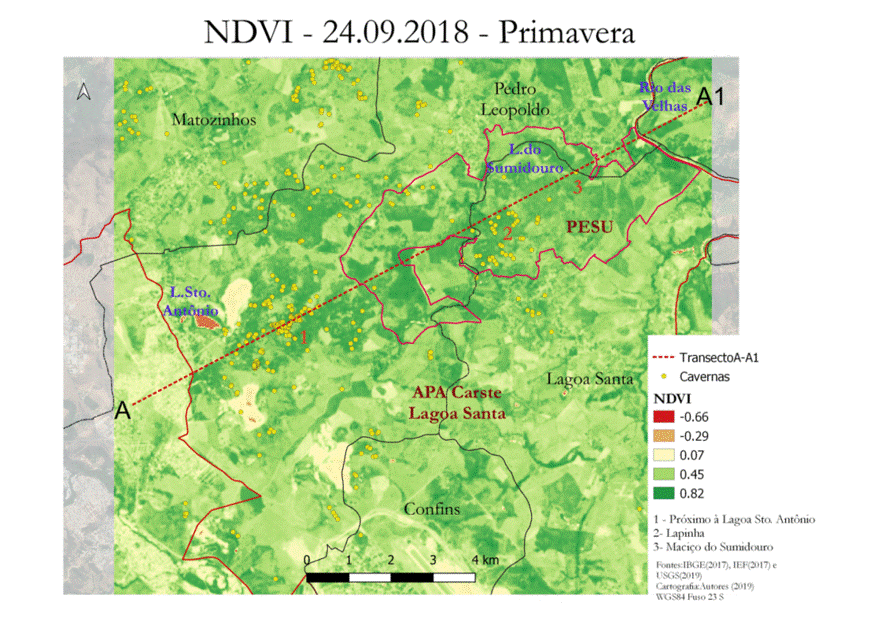 NDVI - 24.09.2018 - Primavera
Matozinhos
Pedro
Leopoldo
Rio das
Velhas
A1
L.do
Sumidouro
3
PESU
2
L.Sto.
Antônio
1
A
Lagoa Santa
APA Carste
Lagoa Santa
Confins
0 1 2 3 4 km
TransectoA-A1
Cavernas
NDVI
-0.66
-0.29
0.07
0.45
0.82
1 - Próximo à Lagoa Sto. Antônio
2- Lapinha
3- Maciço do Sumidouro
Fontes:IBGE(2017), IEF(2017) e
USGS(2019)
Cartografia:Autores (2019)
WGS84 Fuso 23 S